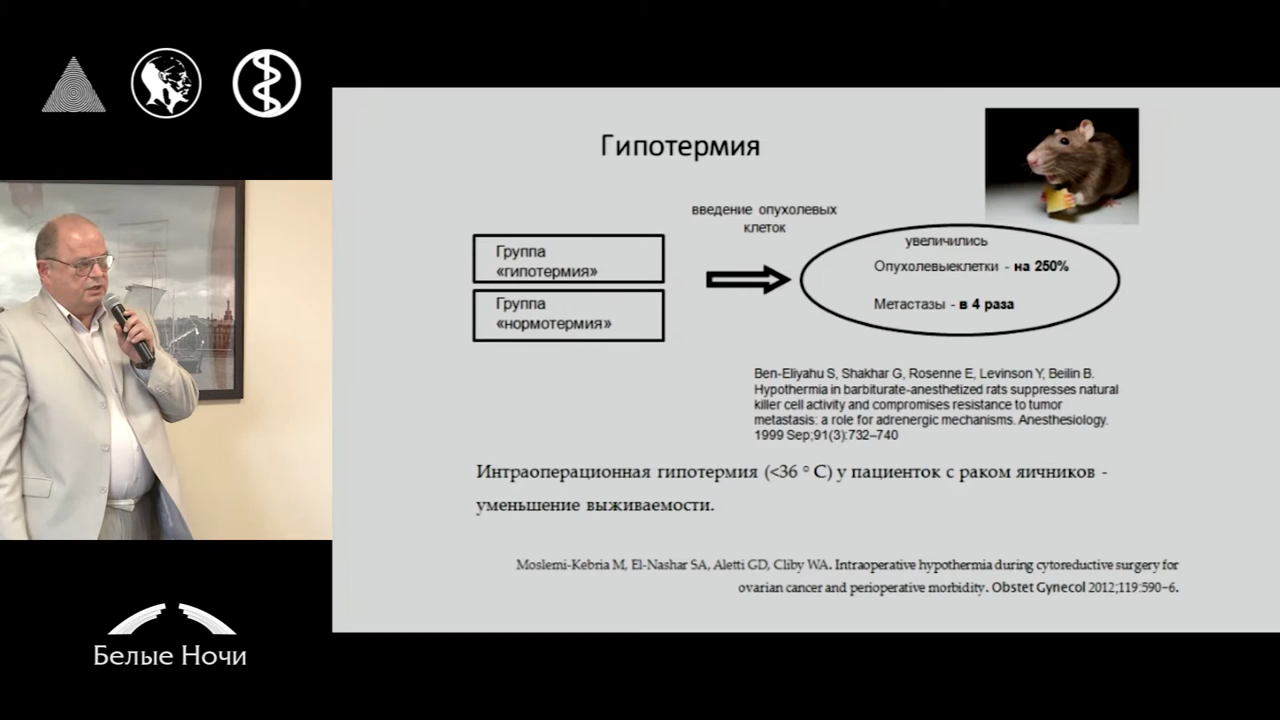 Гипотермия
введение опухолевых
клеток
Группа
«гипотермия»
Группа
«нормотермия»
увеличились
Опухолевыеклетки - на 250%
Метастазы - в 4 раза
Ben-Eliyahu S, Shakhar G, Rosenne E, Levinson Y, Beilin B.
Hypothermia in barbiturate-anesthetized rats suppresses natural
killer cell activity and compromises resistance to tumor
metastasis: a role for adrenergic mechanisms. Anesthesiology.
1999 Sep;91(3):732–740
Интраоперационная гипотермия (<36 ° С) у пациенток с раком яичников -
уменьшение выживаемости.
Moslemi-Kebria M, El-Nashar SA, Aletti GD, Cliby WA. Intraoperative hypothermia during cytoreductive surgery for
ovarian cancer and perioperative morbidity. Obstet Gynecol 2012;119:590–6.
Белые Ночи